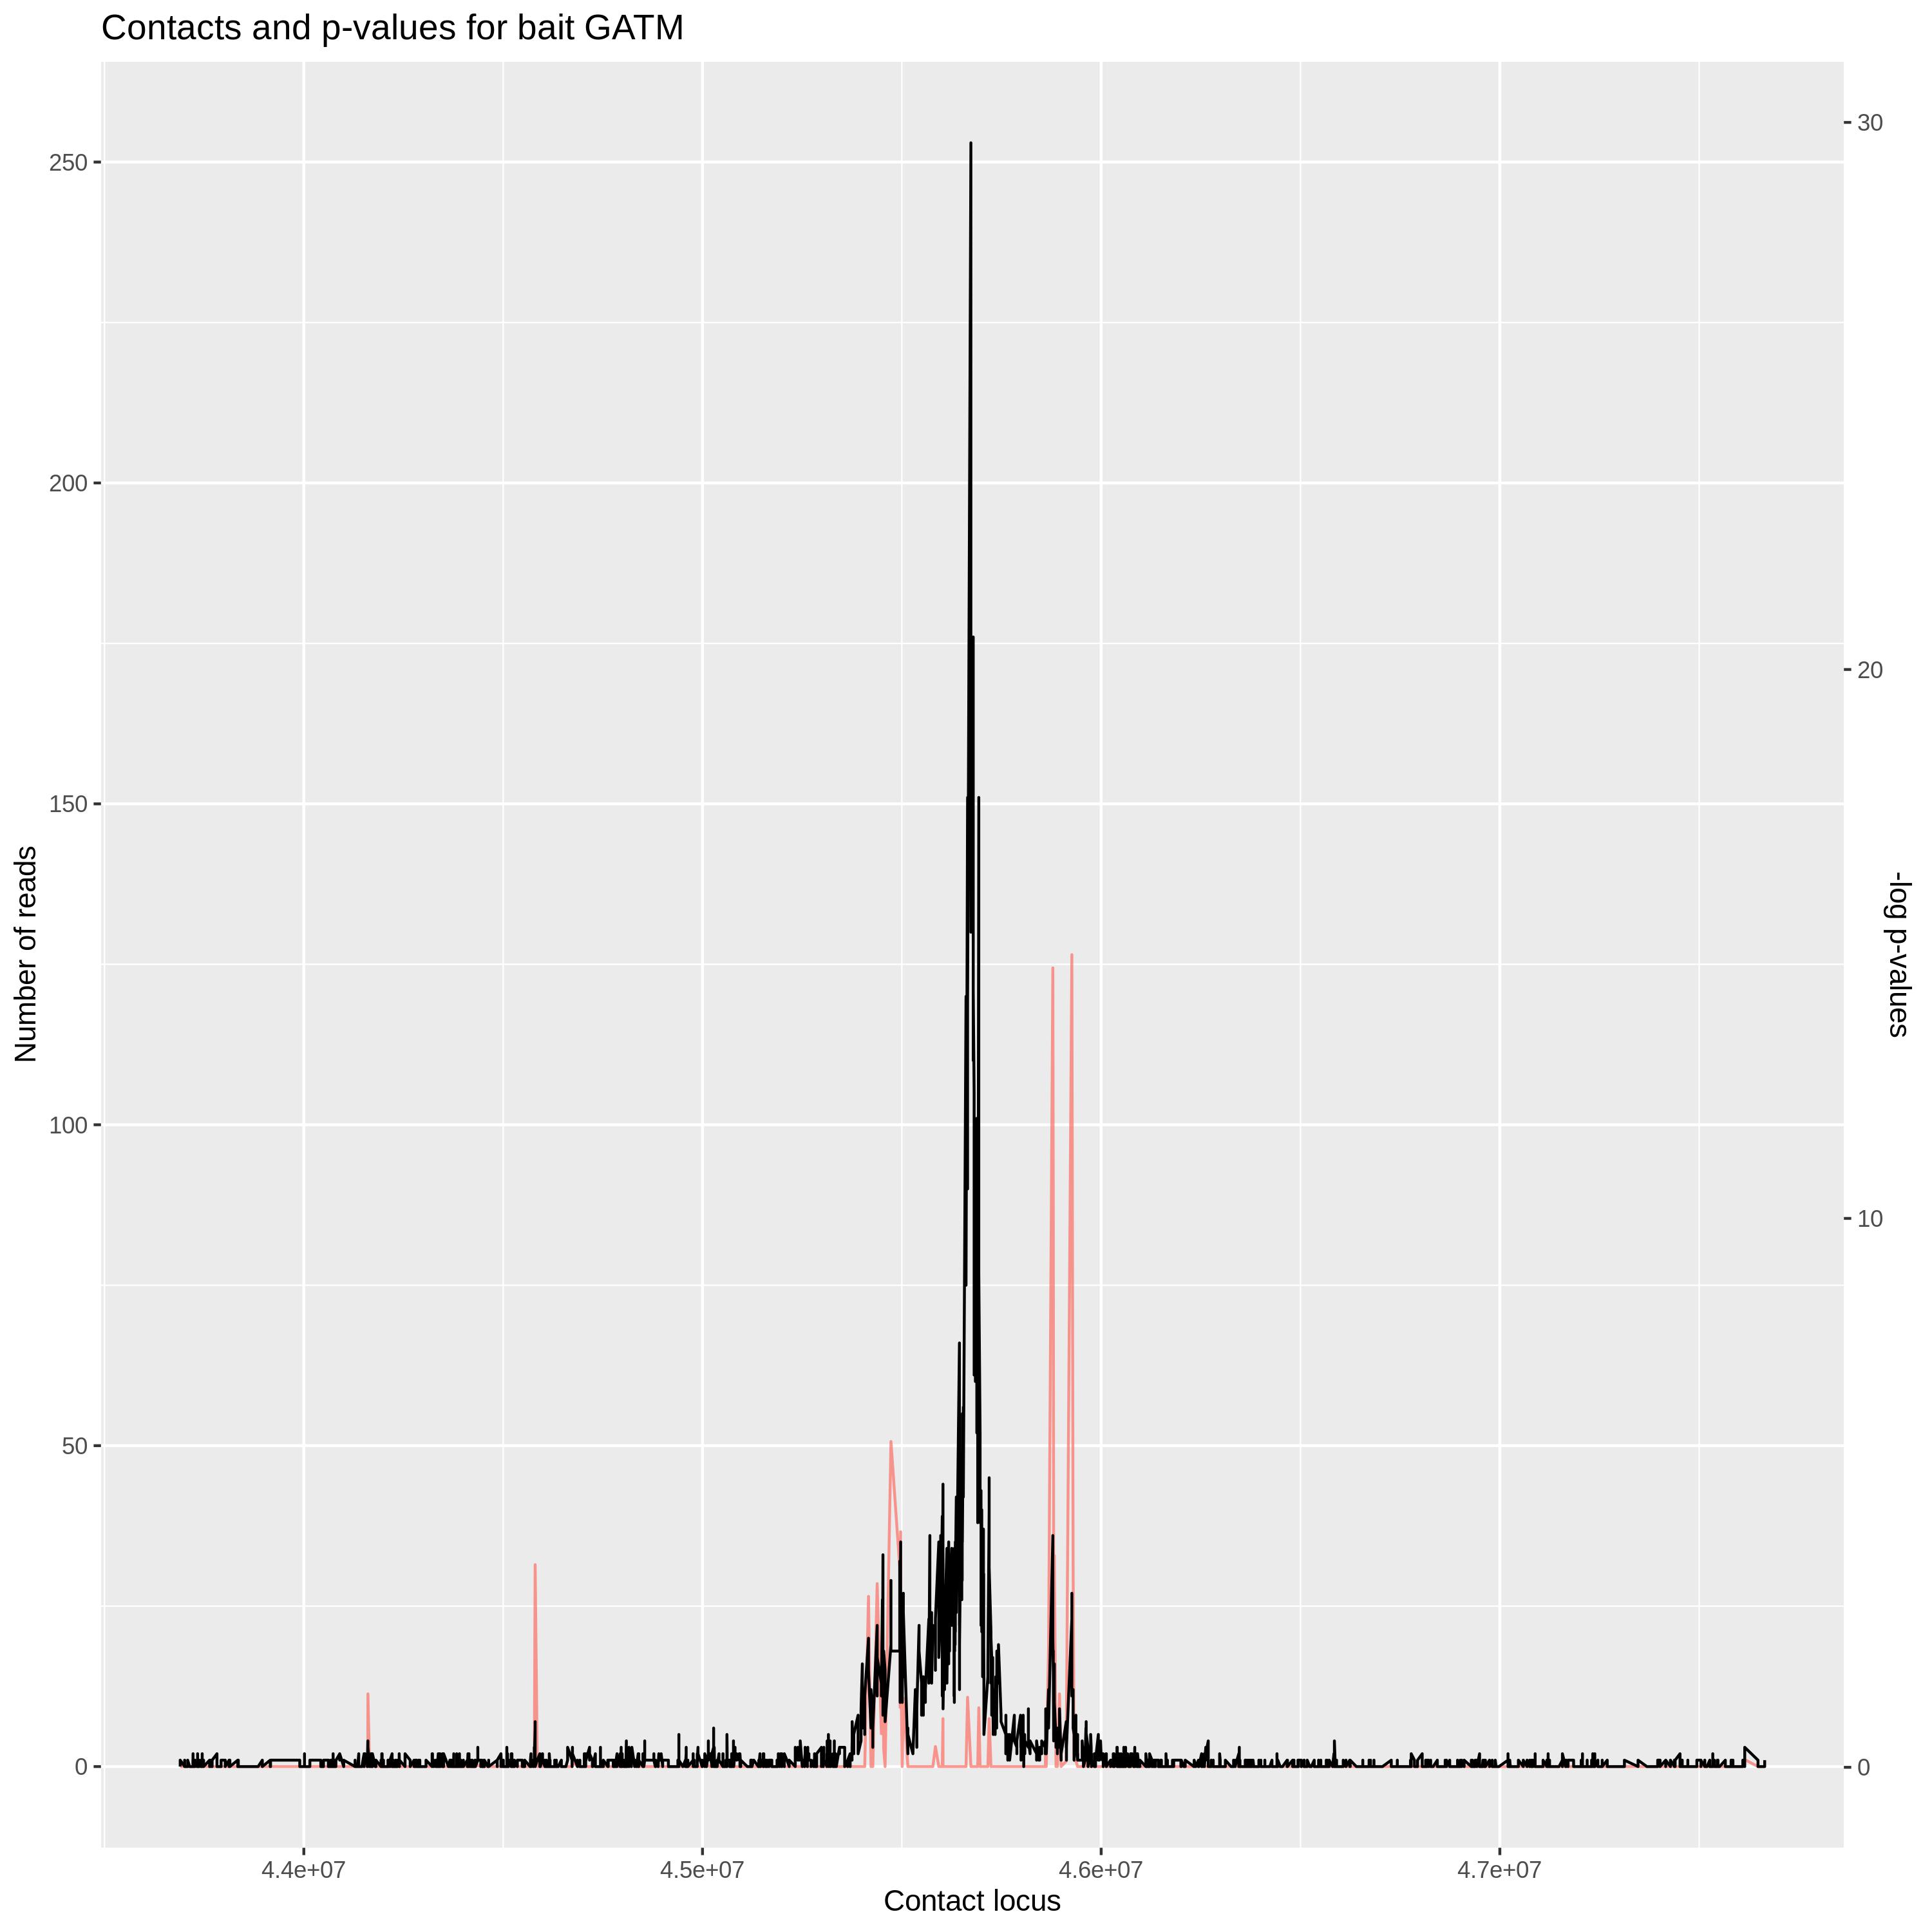 Contacts and p-values for bait GATM
250
200
150
100
50
0
Number of reads
30
20
10
0
-log p-values
4.4e+07
4.5e+07
4.6e+07
4.7e+07
Contact locus